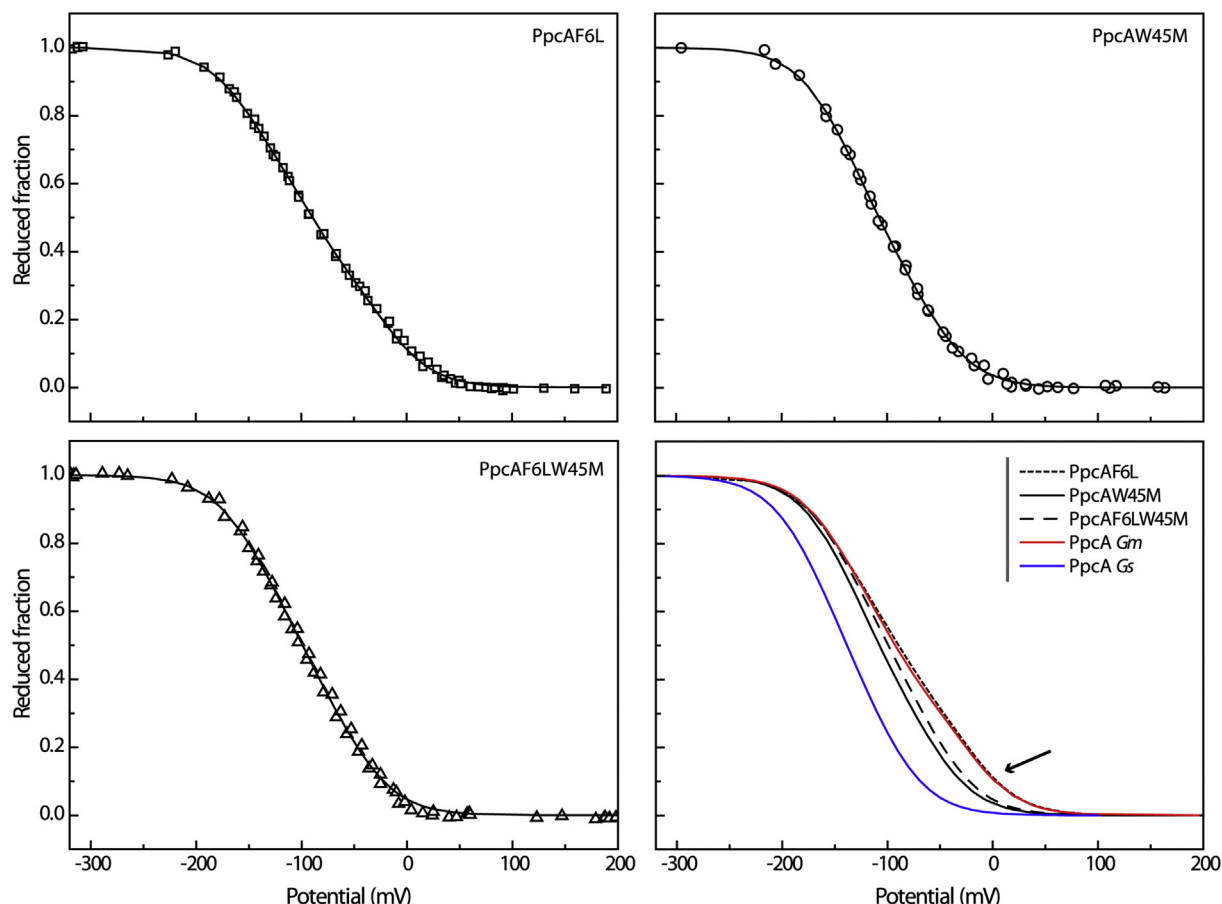 PpcAF6L
PpcAW45M
1.0
0.8
0.6
0.4
0.2
0.0
Reduced fraction
PpcAF6LW45M
1.0
0.8
0.6
0.4
0.2
0.0
Reduced fraction
-300 -200 -100 0 100 200
Potential (mV)
PpcAF6L
PpcAW45M
PpcAF6LW45M
PpcA Gm
PpcA Gs
-300 -200 -100 0 100 200
Potential (mV)